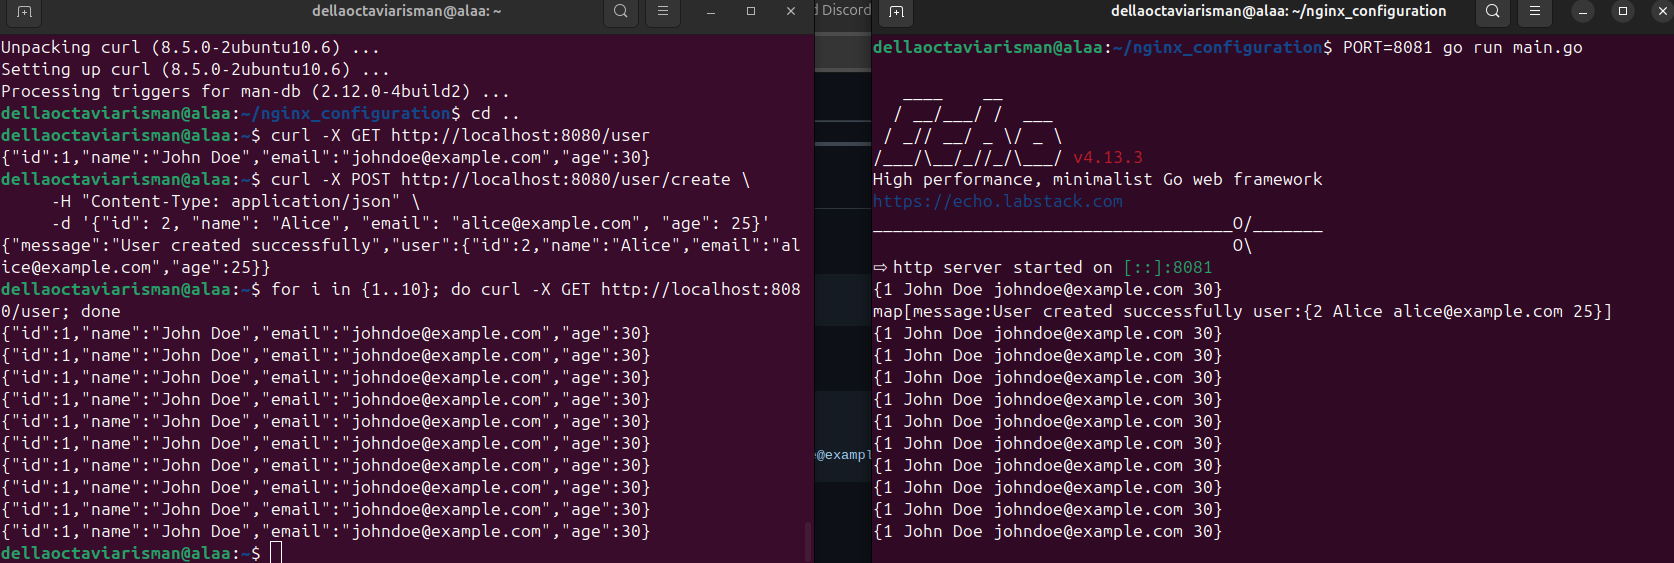 dellaoctaviarisman@alaa: ~
Unpacking curl (8.5.0-2ubuntu10.6) ...
Setting up curl (8.5.0-2ubuntu10.6) ...
Processing triggers for man-db (2.12.0-4build2) ...
dellaoctaviarisman@alaa:~/nginx_configuration$ cd ..
dellaoctaviarisman@alaa:~$ curl -X GET http://localhost:8080/user
{"id":1,"name":"John Doe","email":"johndoe@example.com","age":30}
dellaoctaviarisman@alaa:~$ curl -X POST http://localhost:8080/user/create \
-H "Content-Type: application/json" \
-d '{"id": 2, "name": "Alice", "email": "alice@example.com", "age": 25}'
{"message":"User created successfully","user":{"id":2,"name":"Alice","email":"al
ice@example.com","age":25}}
dellaoctaviarisman@alaa:~$ for i in {1..10}; do curl -X GET http://localhost:808
0/user; done
{"id":1,"name":"John Doe","email":"johndoe@example.com","age":30}
{"id":1,"name":"John Doe","email":"johndoe@example.com","age":30}
{"id":1,"name":"John Doe","email":"johndoe@example.com","age":30}
{"id":1,"name":"John Doe","email":"johndoe@example.com","age":30}
{"id":1,"name":"John Doe","email":"johndoe@example.com","age":30}
{"id":1,"name":"John Doe","email":"johndoe@example.com","age":30}
{"id":1,"name":"John Doe","email":"johndoe@example.com","age":30}
{"id":1,"name":"John Doe","email":"johndoe@example.com","age":30}
{"id":1,"name":"John Doe","email":"johndoe@example.com","age":30}
{"id":1,"name":"John Doe","email":"johndoe@example.com","age":30}
dellaoctaviarisman@alaa:~$
d Discord
@exampl
dellaoctaviarisman@alaa: ~/nginx_configuration
dellaoctaviarisman@alaa:~/nginx_configuration$ PORT=8081 go run main.go
   ____    __
  / __/___/ /  ___
 / _// __/ _ \/ _ \
/___/\__/_//_/\___/ v4.13.3
High performance, minimalist Go web framework
https://echo.labstack.com
____________________________________O/_______
                                    O\
⇨ http server started on [::]:8081
{1 John Doe johndoe@example.com 30}
map[message:User created successfully user:{2 Alice alice@example.com 25}]
{1 John Doe johndoe@example.com 30}
{1 John Doe johndoe@example.com 30}
{1 John Doe johndoe@example.com 30}
{1 John Doe johndoe@example.com 30}
{1 John Doe johndoe@example.com 30}
{1 John Doe johndoe@example.com 30}
{1 John Doe johndoe@example.com 30}
{1 John Doe johndoe@example.com 30}
{1 John Doe johndoe@example.com 30}
{1 John Doe johndoe@example.com 30}